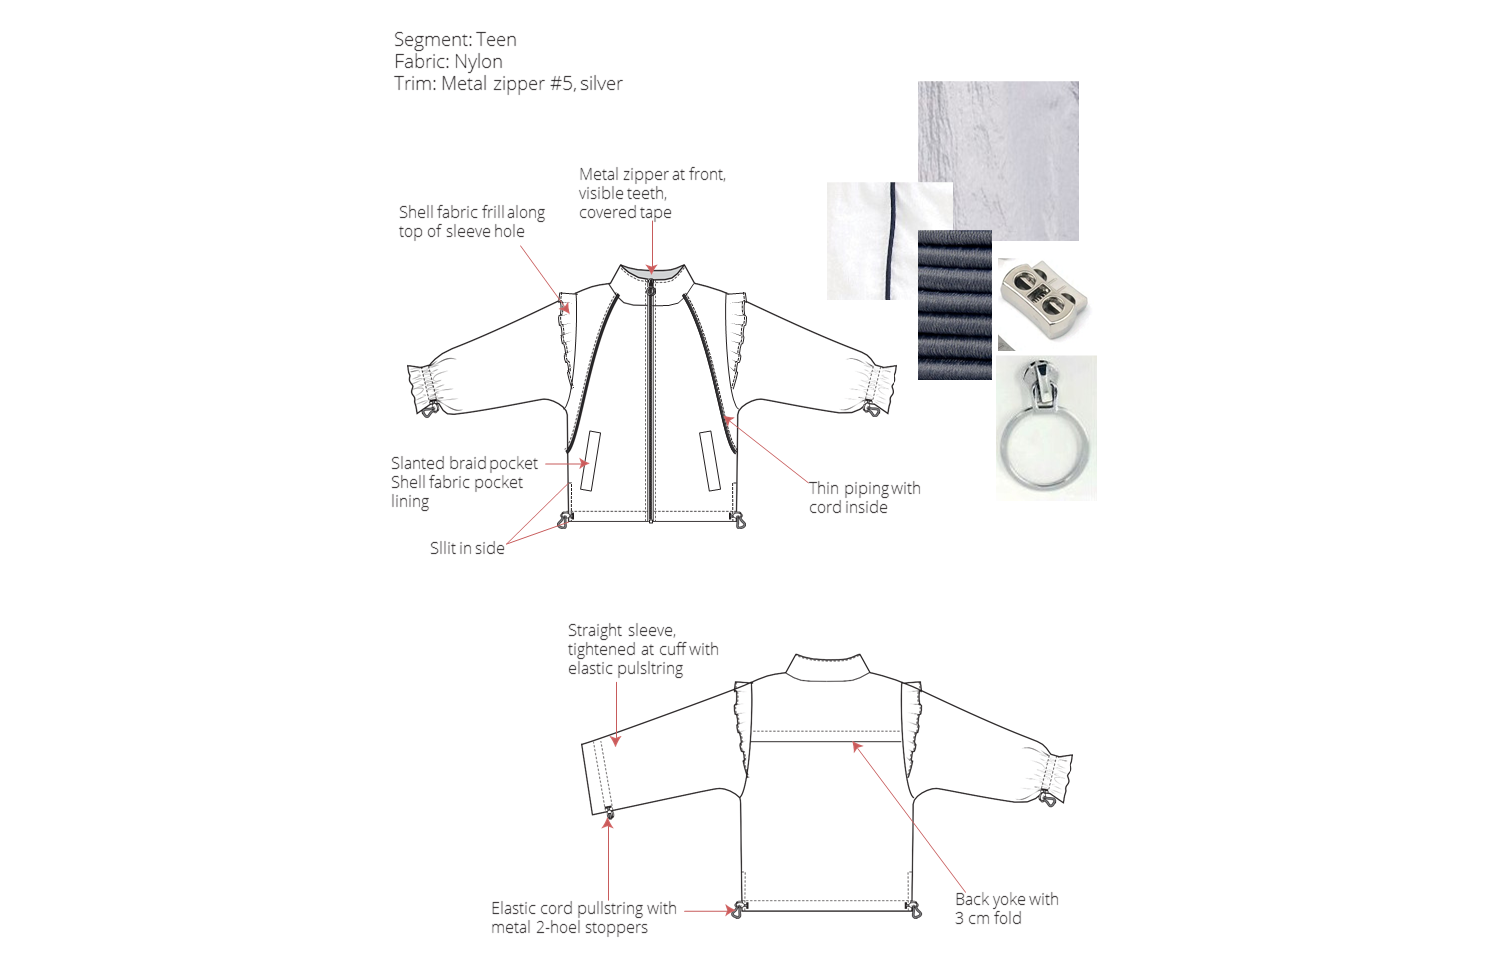 Segment: Teen
Fabric: Nylon
Trim: Metal zipper #5, silver
Metal zipper at front,
visible teeth,
covered tape
Shell fabric frill along
top of sleeve hole
Slanted braid pocket
Shell fabric pocket
lining
Thin piping with
cord inside
Sllit in side
Straight sleeve,
tightened at cuff with
elastic pulsltring
Elastic cord pullstring with
metal 2-hoel stoppers
Back yoke with
3 cm fold